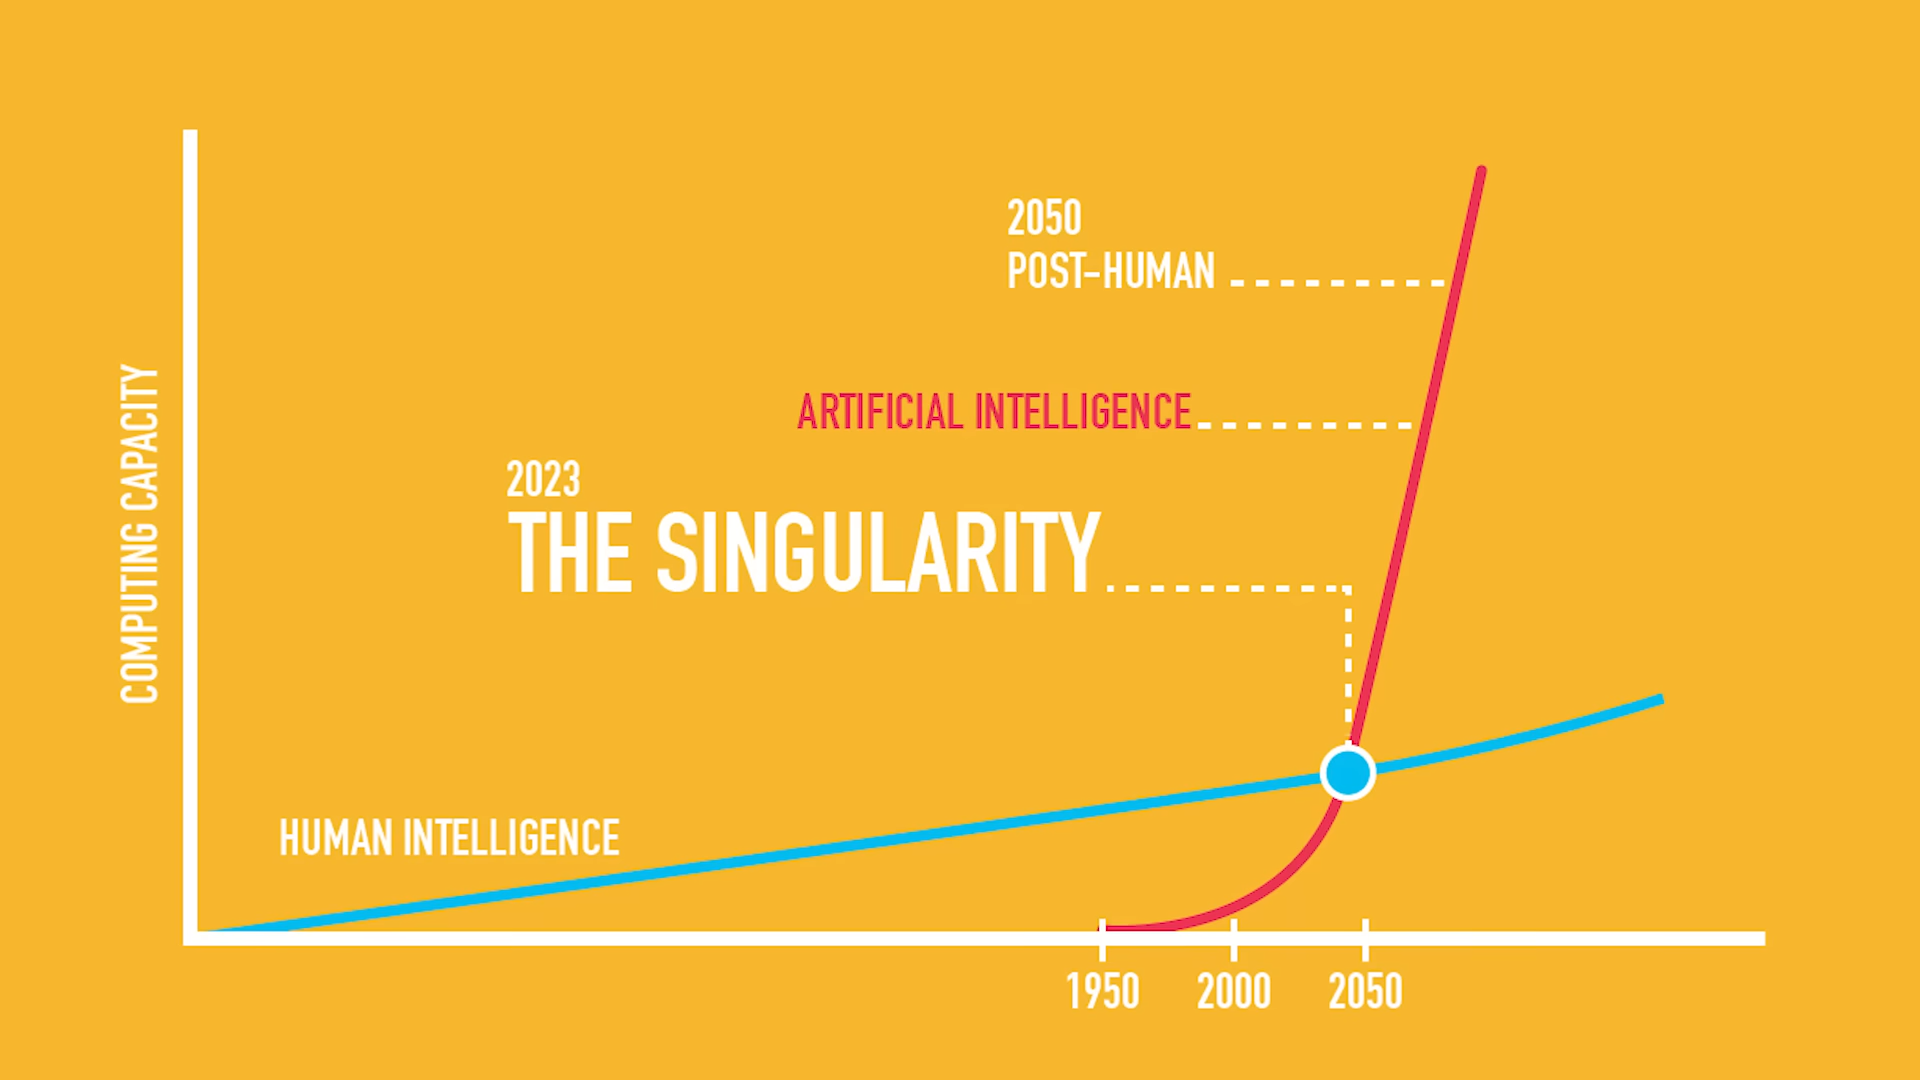 2050
POST-HUMAN
ARTIFICIAL INTELLIGENCE
2023
THE SINGULARITY
COMPUTING CAPACITY
HUMAN INTELLIGENCE
1950 2000 2050